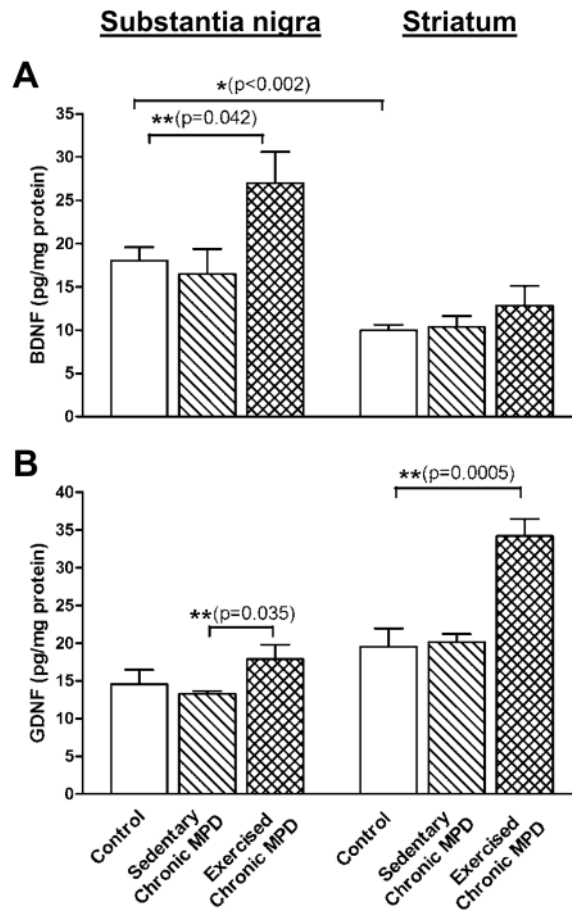 Substantia nigra Striatum
A
*(p<0.002)
**(p=0.042)
BDNF (pg/mg protein)
35
30
25
20
15
10
5
0
B
**(p=0.0005)
**(p=0.035)
GDNF (pg/mg protein)
40
35
30
25
20
15
10
5
0
Control
Sedentary
Chronic MPD
Exercised
Chronic MPD
Control
Sedentary
Chronic MPD
Exercised
Chronic MPD